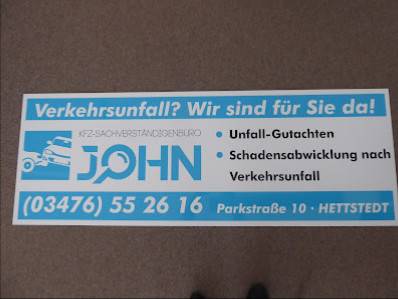 Verkehrsunfall? Wir sind für Sie da!
KFZ-SACHVERSTÄNDIGENBÜRO
JOHN
• Unfall-Gutachten
• Schadensabwicklung nach
Verkehrsunfall
(03476) 55 26 16 Parkstraße 10 · HETTSTEDT